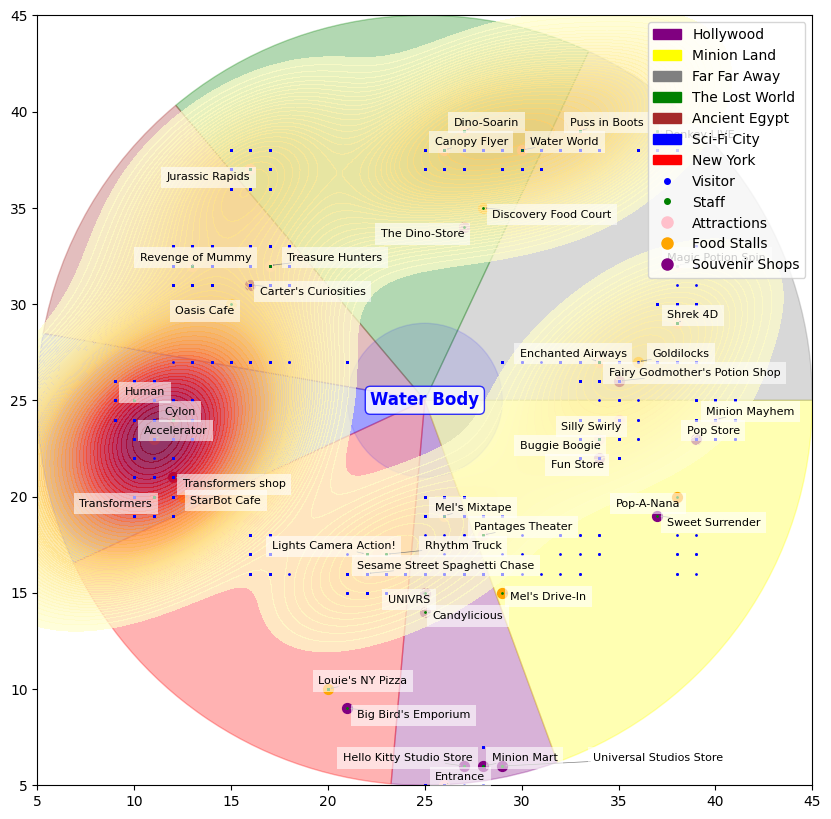 45
40
35
30
25
20
15
10
5
5
10
15
20
25
30
35
40
45
Hollywood
Minion Land
Far Far Away
The Lost World
Ancient Egypt
Sci-Fi City
New York
Visitor
Staff
Attractions
Food Stalls
Souvenir Shops
Dino-Soarin
Puss in Boots
Canopy Flyer
Water World
Jurassic Rapids
Discovery Food Court
The Dino-Store
Revenge of Mummy
Treasure Hunters
Magic Potion Spin
Carter's Curiosities
Oasis Cafe
Shrek 4D
Enchanted Airways
Goldilocks
Fairy Godmother's Potion Shop
Human
Water Body
Cylon
Minion Mayhem
Accelerator
Silly Swirly
Pop Store
Buggie Boogie
Fun Store
Transformers shop
Transformers
StarBot Cafe
Mel's Mixtape
Pop-A-Nana
Pantages Theater
Sweet Surrender
Lights Camera Action!
Rhythm Truck
Sesame Street Spaghetti Chase
UNIVRS
Mel's Drive-In
Candylicious
Louie's NY Pizza
Big Bird's Emporium
Hello Kitty Studio Store
Minion Mart
Universal Studios Store
Entrance